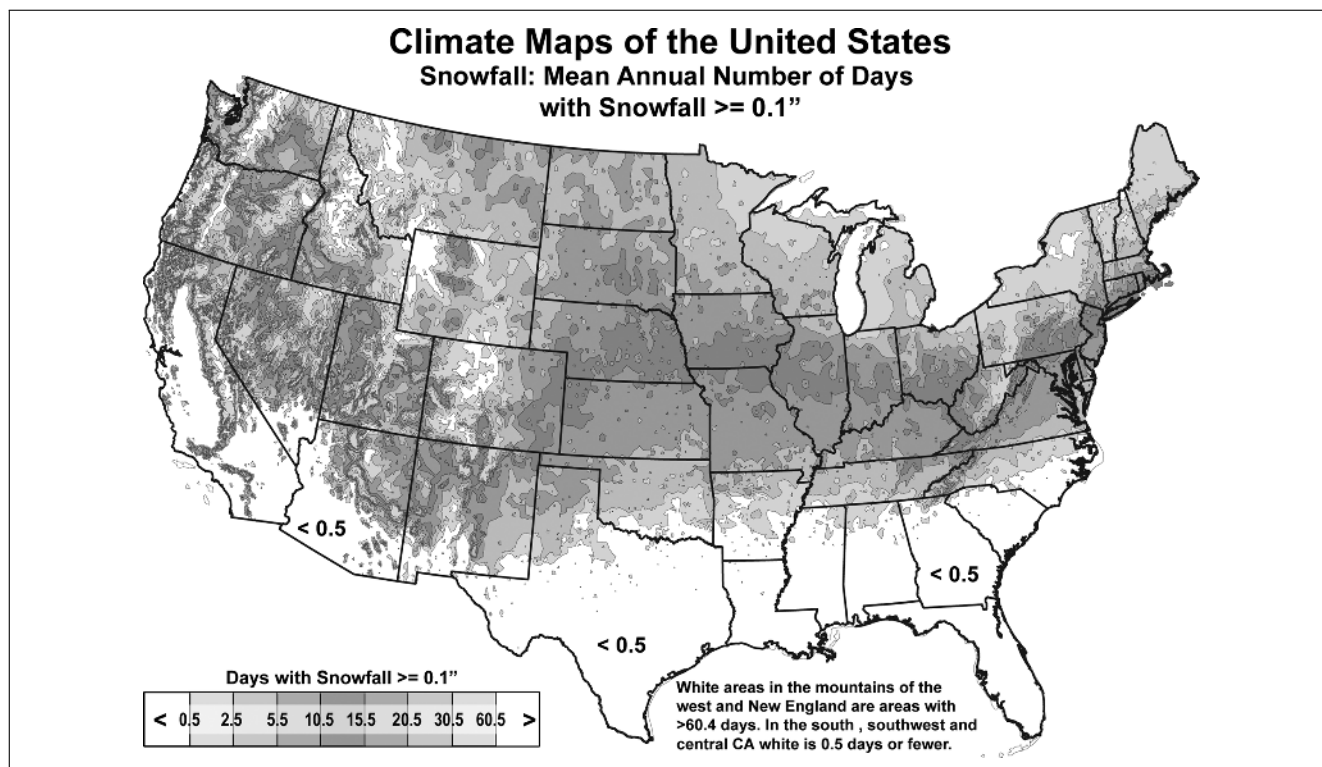 Climate Maps of the United States
Snowfall: Mean Annual Number of Days
with Snowfall >= 0.1”
< 0.5
< 0.5
< 0.5
Days with Snowfall >= 0.1”
< 0.5 2.5 5.5 10.5 15.5 20.5 30.5 60.5 >
White areas in the mountains of the
west and New England are areas with
>60.4 days. In the south , southwest and
central CA white is 0.5 days or fewer.